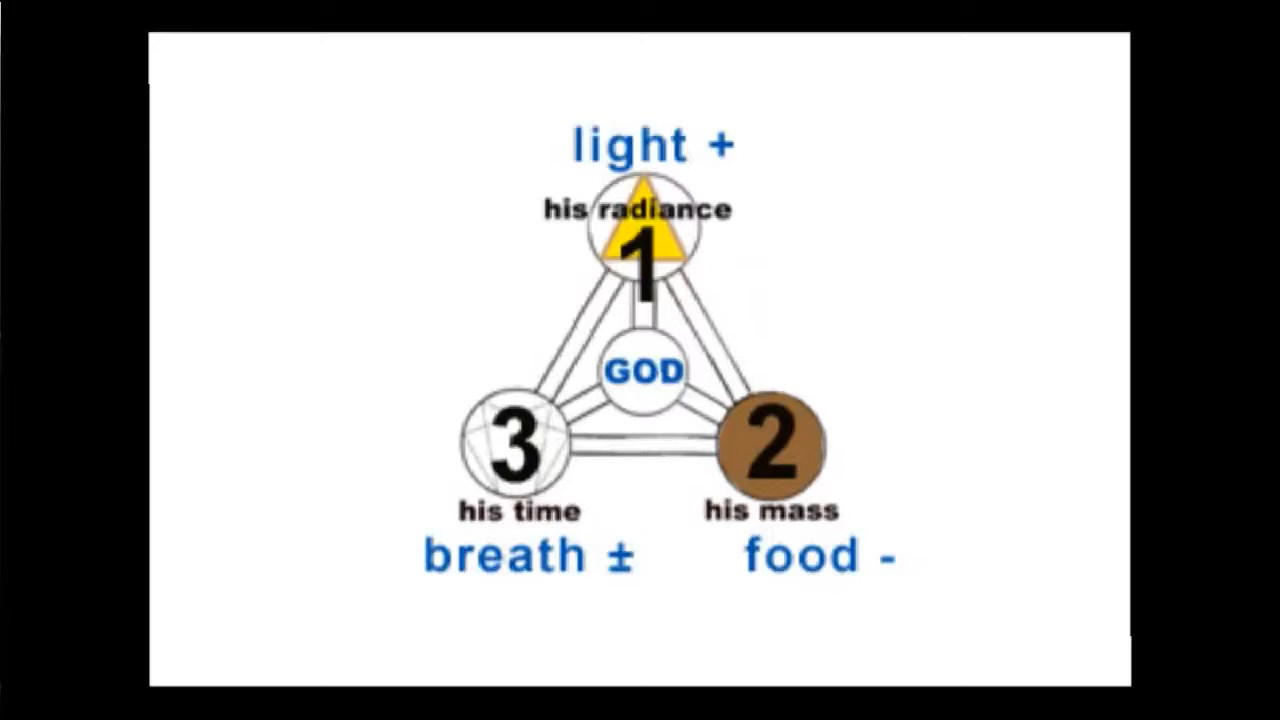 light +
his radiance
1
GOD
3
2
his time
his mass
breath ±
food -